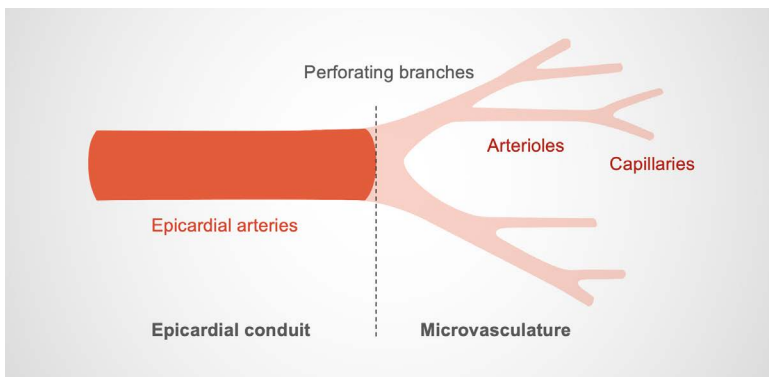 Perforating branches
Arterioles
Capillaries
Epicardial arteries
Epicardial conduit
Microvasculature